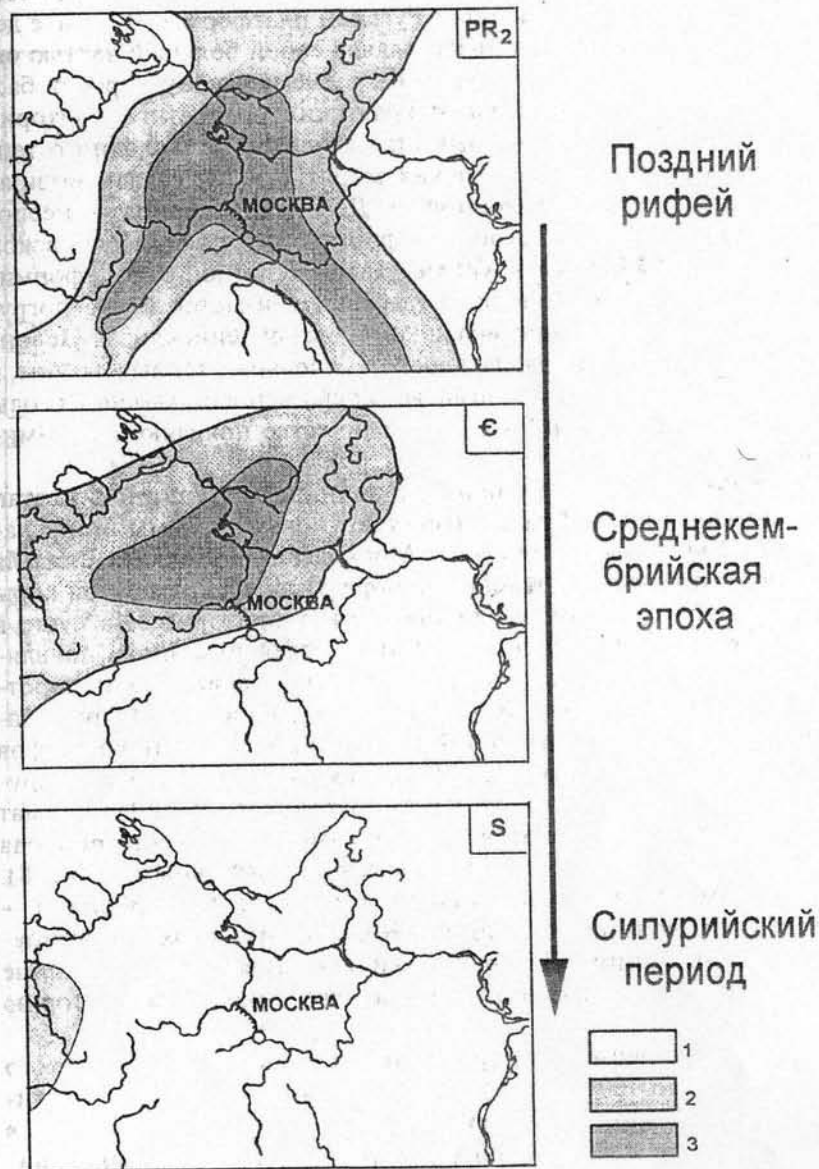 PR₂
МОСКВА
Поздний
рифей
Є
МОСКВА
Среднекем-
брийская
эпоха
S
МОСКВА
Силурийский
период
1
2
3